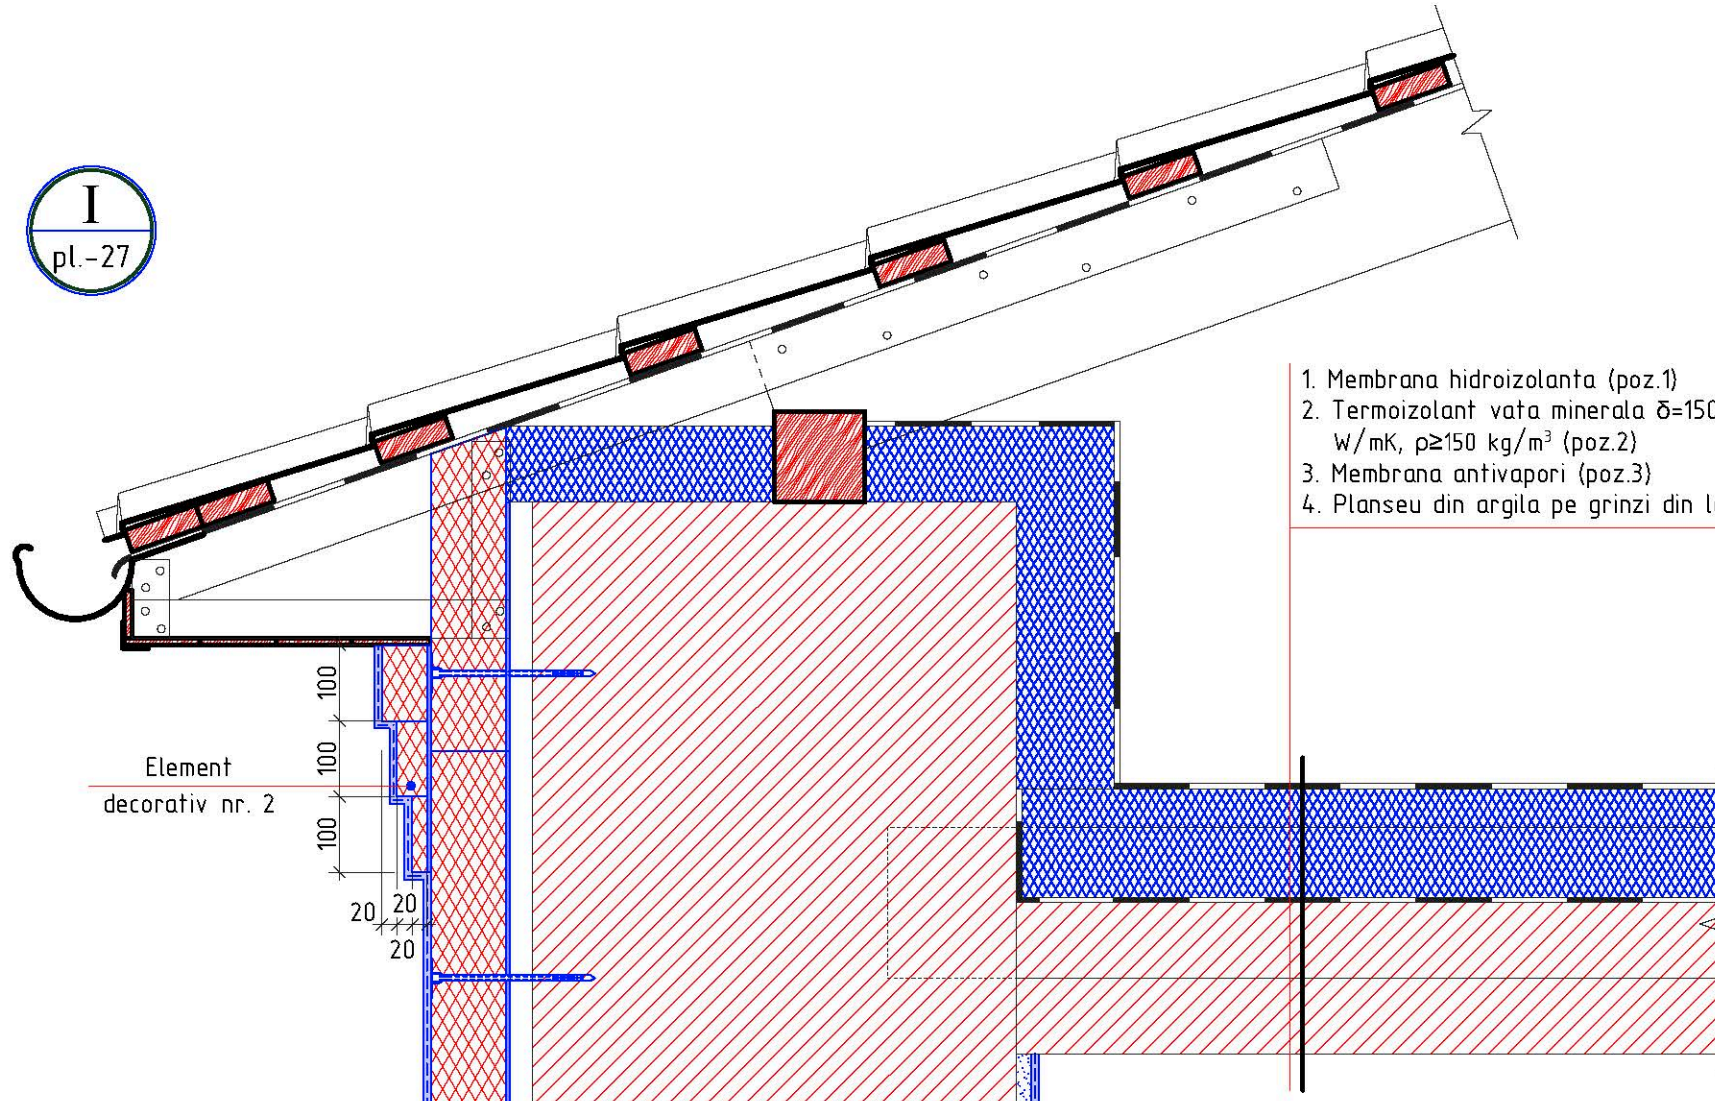 I
pl.-27
1. Membrana hidroizolanta (poz.1)
2. Termoizolant vata minerala δ=150
W/mK, ρ≥150 kg/m³ (poz.2)
3. Membrana antivapori (poz.3)
4. Planseu din argila pe grinzi din
100
100
Element
decorativ nr. 2
100
20
20
20